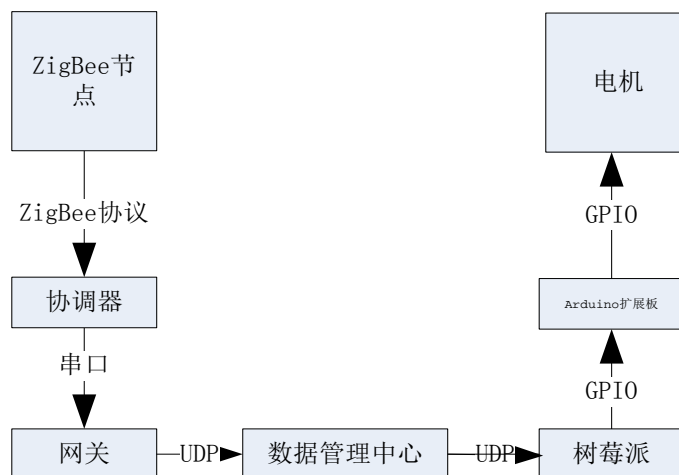 ZigBee节
点
电机
ZigBee协议
GPIO
协调器
Arduino扩展板
串口
GPIO
网关
UDP
数据管理中心
UDP
树莓派